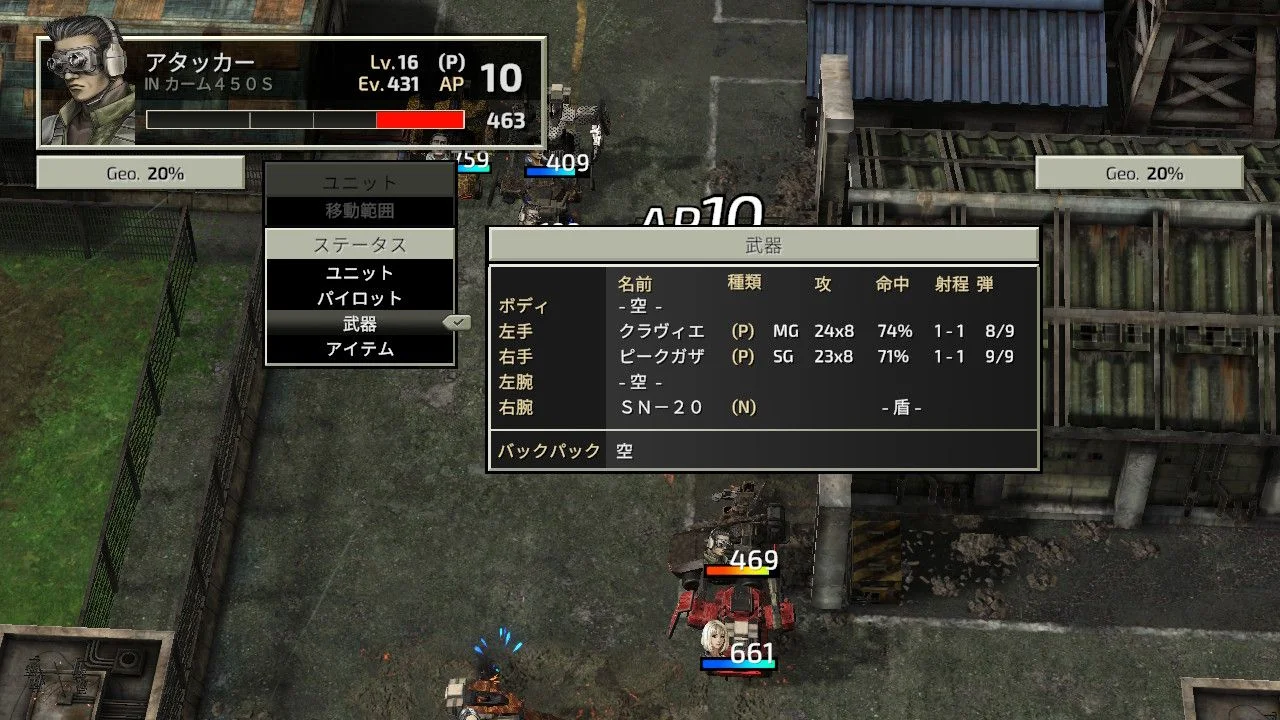 アタッカー Lv.16 (P) 10
IN カーム４５０S Ev.431 AP
463
Geo. 20%
Geo. 20%
759
409
AP10
ユニット
移動範囲
ステータス
ユニット
パイロット
武器
アイテム
武器
名前 種類 攻 命中 射程 弾
ボディ - 空 -
左手 クラヴィエ (P) MG 24x8 74% 1-1 8/9
右手 ピークガザ (P) SG 23x8 71% 1-1 9/9
左腕 - 空 -
右腕 ＳＮ－２０ (N) - 盾 -
バックパック 空
469
661